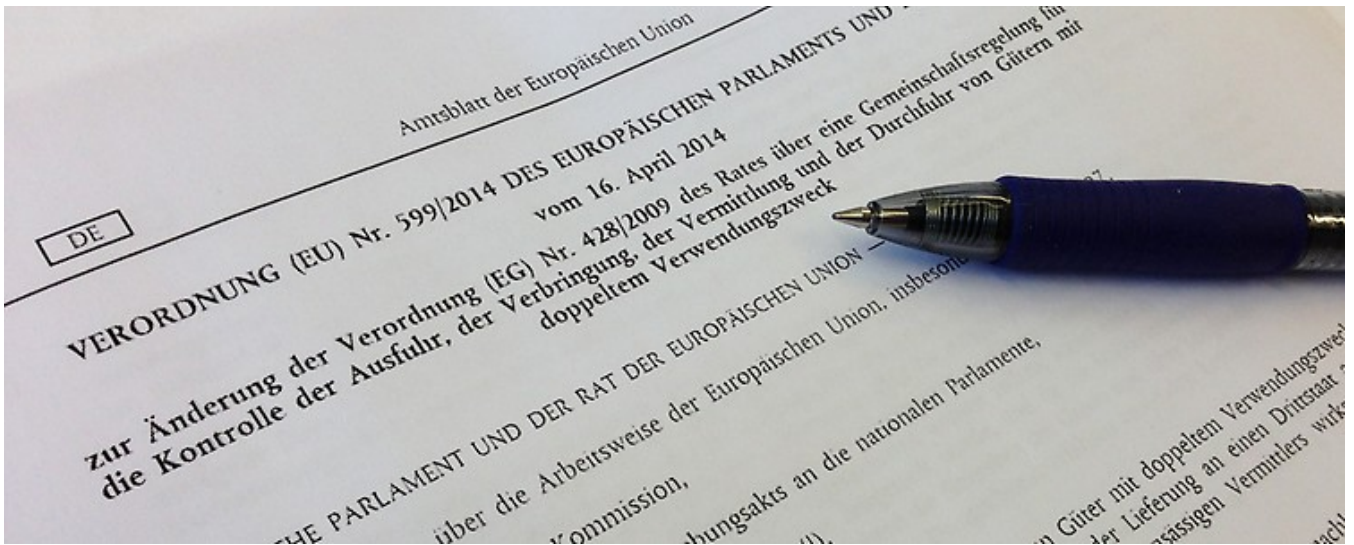 Amtsblatt der Europäischen Union
DE
VERORDNUNG (EU) Nr. 599/2014 DES EUROPÄISCHEN PARLAMENTS UND
vom 16. April 2014
zur Änderung der Verordnung (EG) Nr. 428/2009 des Rates über eine Gemeinschaftsregelung für
die Kontrolle der Ausfuhr, der Verbringung, der Vermittlung und der Durchfuhr von Gütern mit
doppeltem Verwendungszweck
PARLAMENT UND DER RAT DER EUROPÄISCHEN UNION —
über die Arbeitsweise der Europäischen Union,
Kommission,
an die nationalen Parlamente,
Güter mit doppeltem Verwendungszweck
der Lieferung an einen Drittstaat
Vermittlers